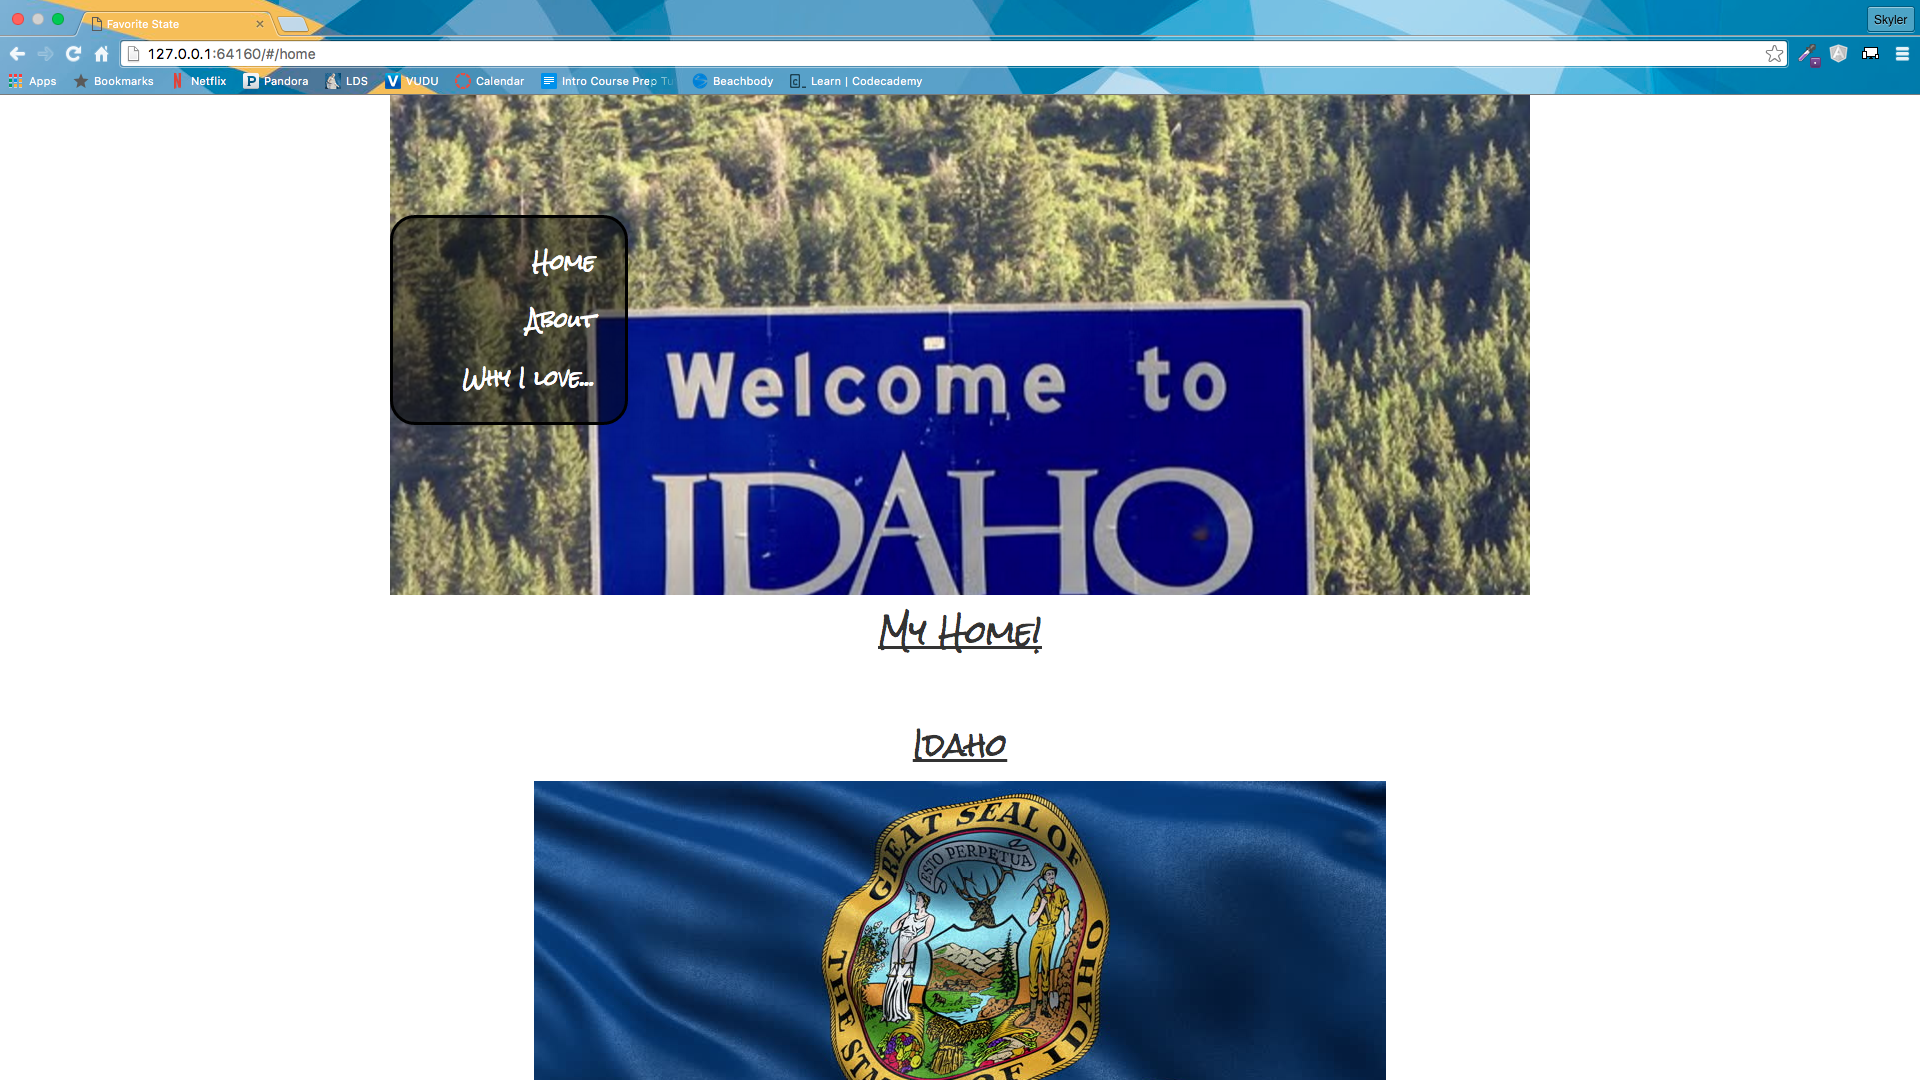 Favorite State
Skyler
127.0.0.1:64160/#/home
Apps Bookmarks Netflix Pandora LDS VUDU Calendar Intro Course Prep Tu Beachbody Learn | Codecademy
Home
About
Why I love...
Welcome to
IDAHO
My Home!
Idaho
GREAT SEAL OF
ESTO PERPETUA
THE STA
OF IDAHO